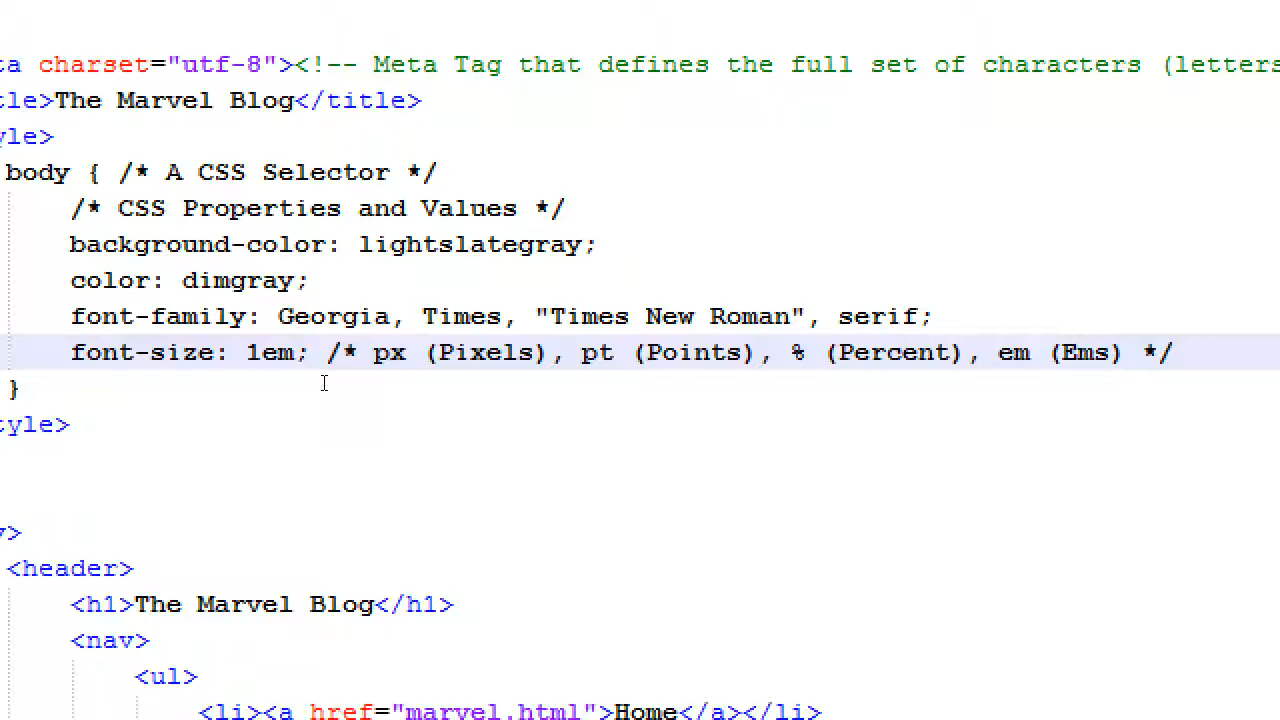 ta charset="utf-8"><!-- Meta Tag that defines the full set of characters (letters
tle>The Marvel Blog</title>
yle>
body { /* A CSS Selector */
/* CSS Properties and Values */
background-color: lightslategray;
color: dimgray;
font-family: Georgia, Times, "Times New Roman", serif;
font-size: 1em; /* px (Pixels), pt (Points), % (Percent), em (Ems) */
}
tyle>
y>
<header>
<h1>The Marvel Blog</h1>
<nav>
<ul>
<li><a href="marvel.html">Home</a></li>